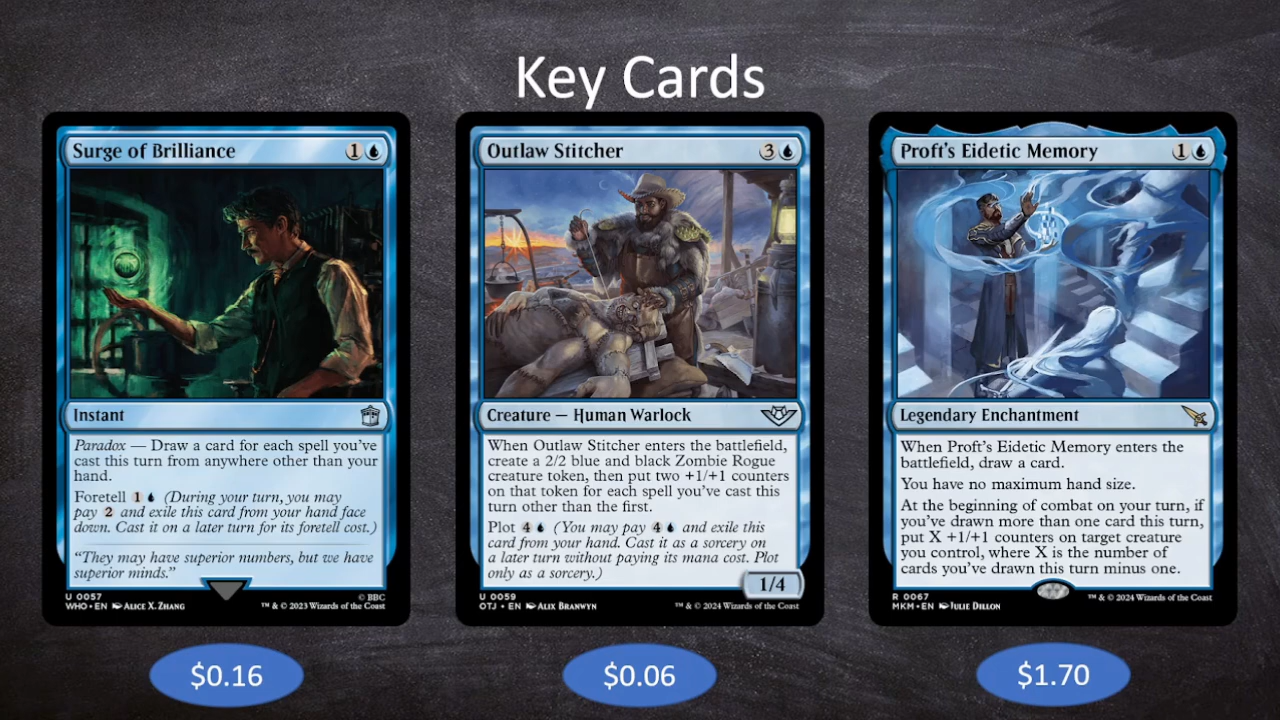 Key Cards
Surge of Brilliance 1
Instant
Paradox — Draw a card for each spell you've
cast this turn from anywhere other than your
hand.
Foretell 1 (During your turn, you may
pay 2 and exile this card from your hand face
down. Cast it on a later turn for its foretell cost.)
"They may have superior numbers, but we have
superior minds."
U 0057
WHO • EN ALICE X. ZHANG
© BBC
™ & © 2023 Wizards of the Coast
$0.16
Outlaw Stitcher 3
Creature — Human Warlock
When Outlaw Stitcher enters the battlefield,
create a 2/2 blue and black Zombie Rogue
creature token, then put two +1/+1 counters
on that token for each spell you've cast this
turn other than the first.
Plot 4 (You may pay 4 and exile this
card from your hand. Cast it as a sorcery on
a later turn without paying its mana cost. Plot
only as a sorcery.)
1/4
U 0059
OTJ • EN ALIX BRANWYN
™ & © 2024 Wizards of the Coast
$0.06
Proft's Eidetic Memory 1
Legendary Enchantment
When Proft's Eidetic Memory enters the
battlefield, draw a card.
You have no maximum hand size.
At the beginning of combat on your turn, if
you've drawn more than one card this turn,
put X +1/+1 counters on target creature
you control, where X is the number of
cards you've drawn this turn minus one.
R 0067
MKM • EN JULIE DILLON
™ & © 2024 Wizards of the Coast
$1.70